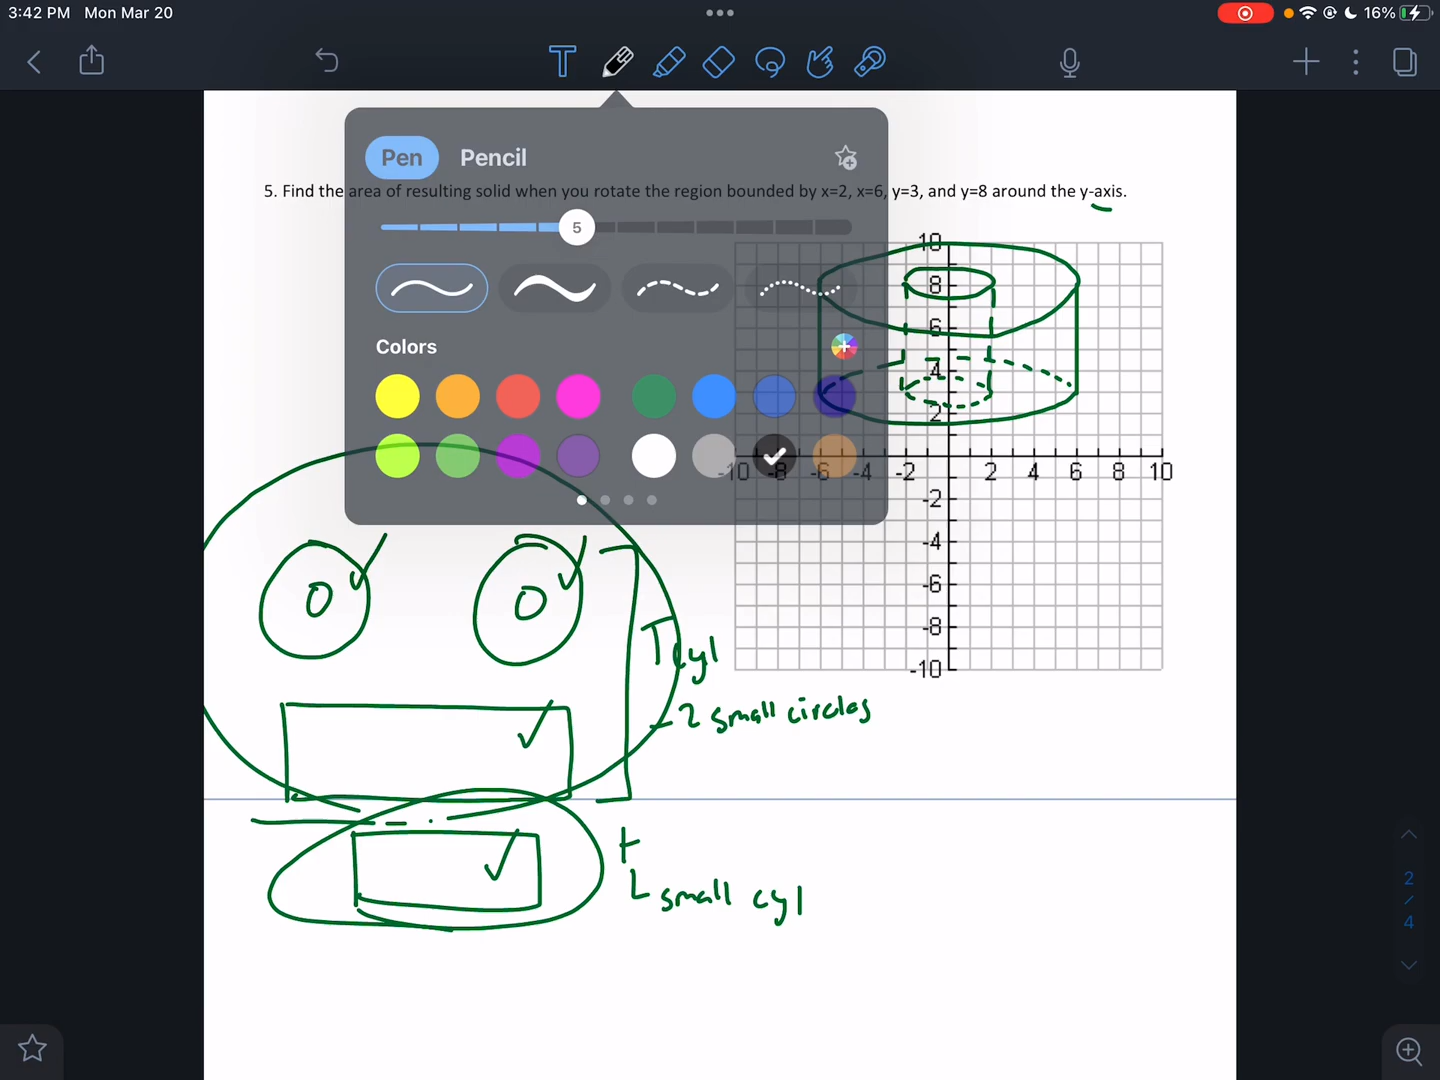 3:42 PM Mon Mar 20
16%
T
Pen Pencil
5. Find the area of resulting solid when you rotate the region bounded by x=2, x=6, y=3, and y=8 around the y-axis.
5
Colors
10
8
6
4
2
-10 -8 -6 -4 -2 2 4 6 8 10
-2
-4
-6
-8
-10
cyl
- 2 small circles
+
L small cyl
2
4